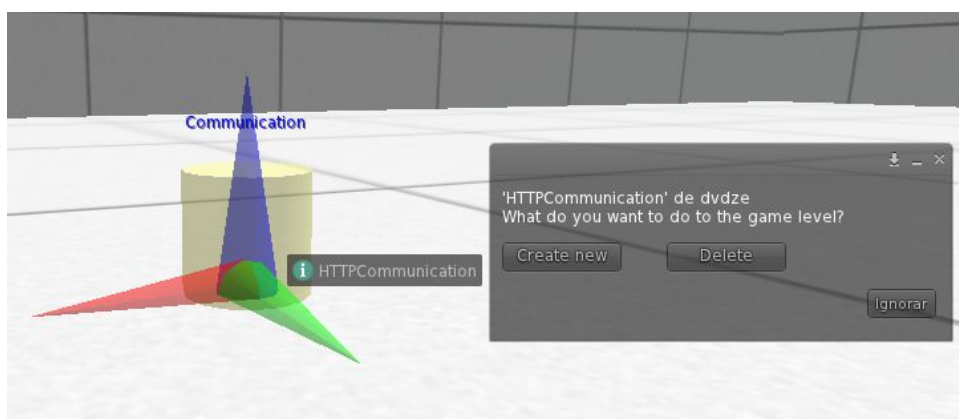 Communication
HTTPCommunication
'HTTPCommunication' de dvdze
What do you want to do to the game level?
Create new
Delete
Ignorar